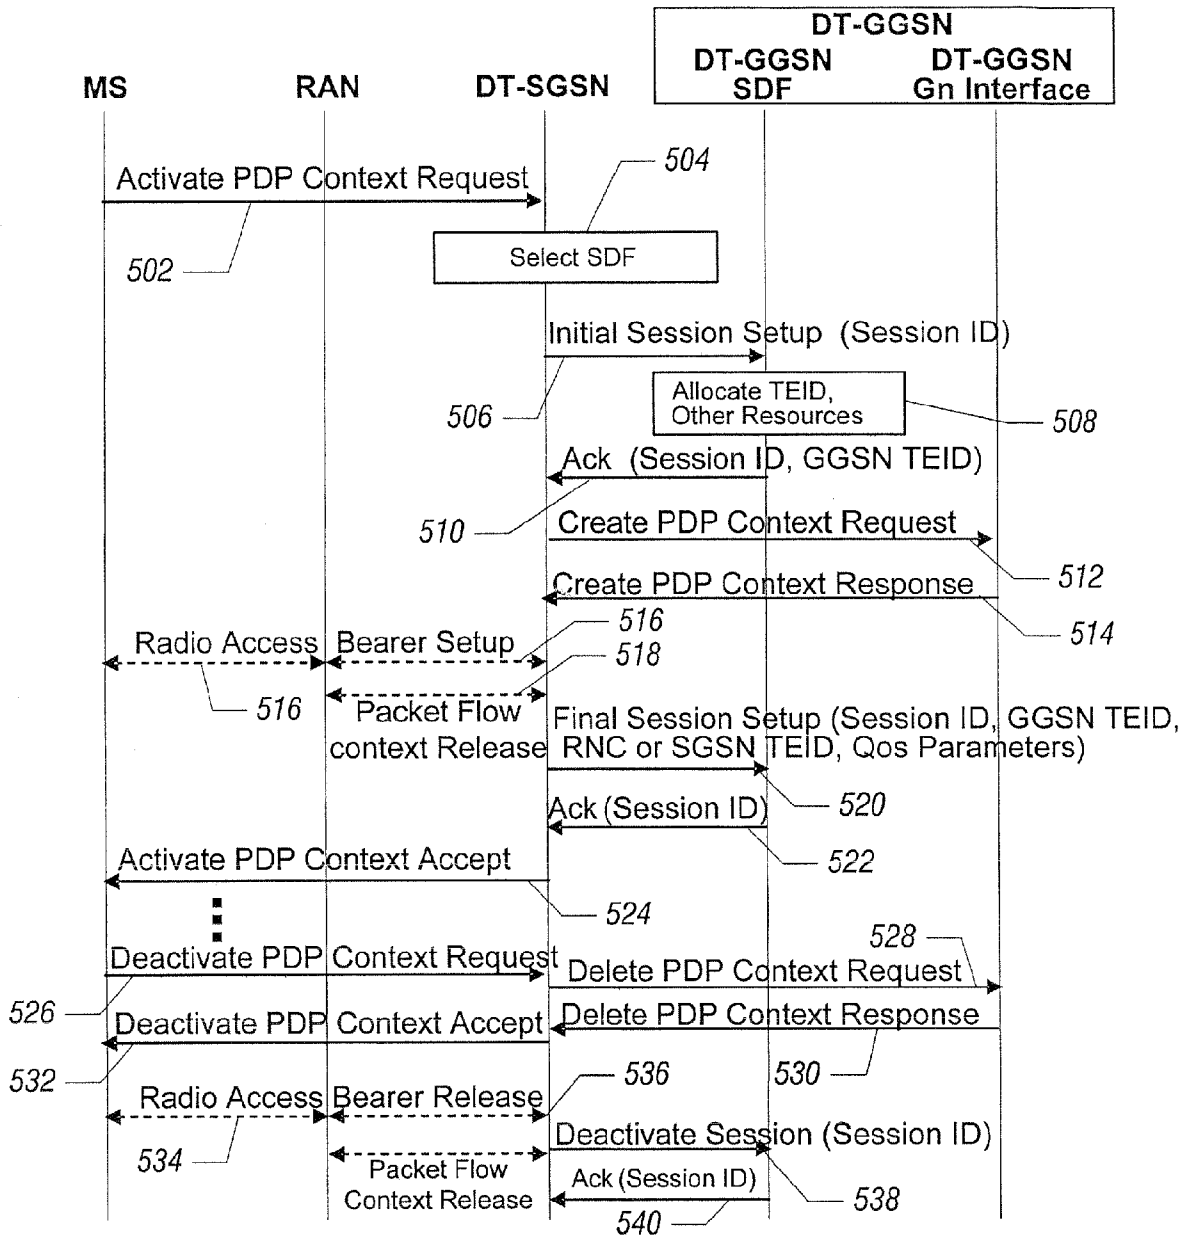 DT-GGSN
MS
RAN
DT-SGSN
DT-GGSN
SDF
DT-GGSN
Gn Interface
504
Activate PDP Context Request
502
Select SDF
Initial Session Setup (Session ID)
506
Allocate TEID,
Other Resources
508
Ack (Session ID, GGSN TEID)
510
Create PDP Context Request
512
Create PDP Context Response
514
516
Radio Access
Bearer Setup
518
516
Packet Flow
context Release
Final Session Setup (Session ID, GGSN TEID,
RNC or SGSN TEID, Qos Parameters)
520
Ack (Session ID)
522
Activate PDP Context Accept
524
528
Deactivate PDP Context Request
Delete PDP Context Request
526
Deactivate PDP Context Accept
Delete PDP Context Response
532
530
536
Radio Access
Bearer Release
534
Deactivate Session (Session ID)
Packet Flow
Context Release
538
Ack (Session ID)
540